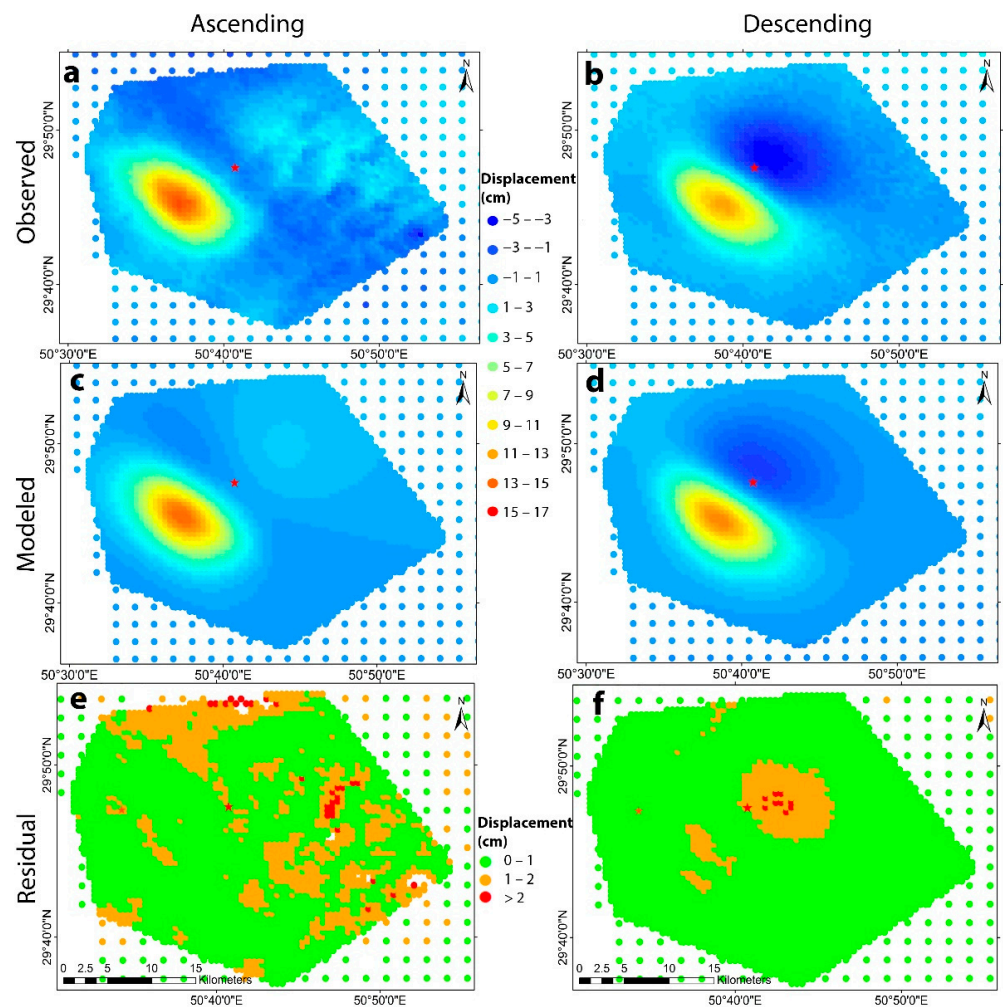 Ascending
Descending
Observed
Modeled
Residual
a
N
29°50'0"N
29°40'0"N
50°30'0"E
50°40'0"E
50°50'0"E
b
N
29°50'0"N
29°40'0"N
50°30'0"E
50°40'0"E
50°50'0"E
Displacement
(cm)
−5 – −3
−3 – −1
−1 – 1
1 – 3
3 – 5
5 – 7
7 – 9
9 – 11
11 – 13
13 – 15
15 – 17
c
N
29°50'0"N
29°40'0"N
50°30'0"E
50°40'0"E
50°50'0"E
d
N
29°50'0"N
29°40'0"N
50°30'0"E
50°40'0"E
50°50'0"E
e
N
29°50'0"N
29°40'0"N
0 2.5 5 10 15
Kilometers
50°40'0"E
50°50'0"E
Displacement
(cm)
0 – 1
1 – 2
> 2
f
N
29°50'0"N
29°40'0"N
0 2.5 5 10 15
Kilometers
50°40'0"E
50°50'0"E